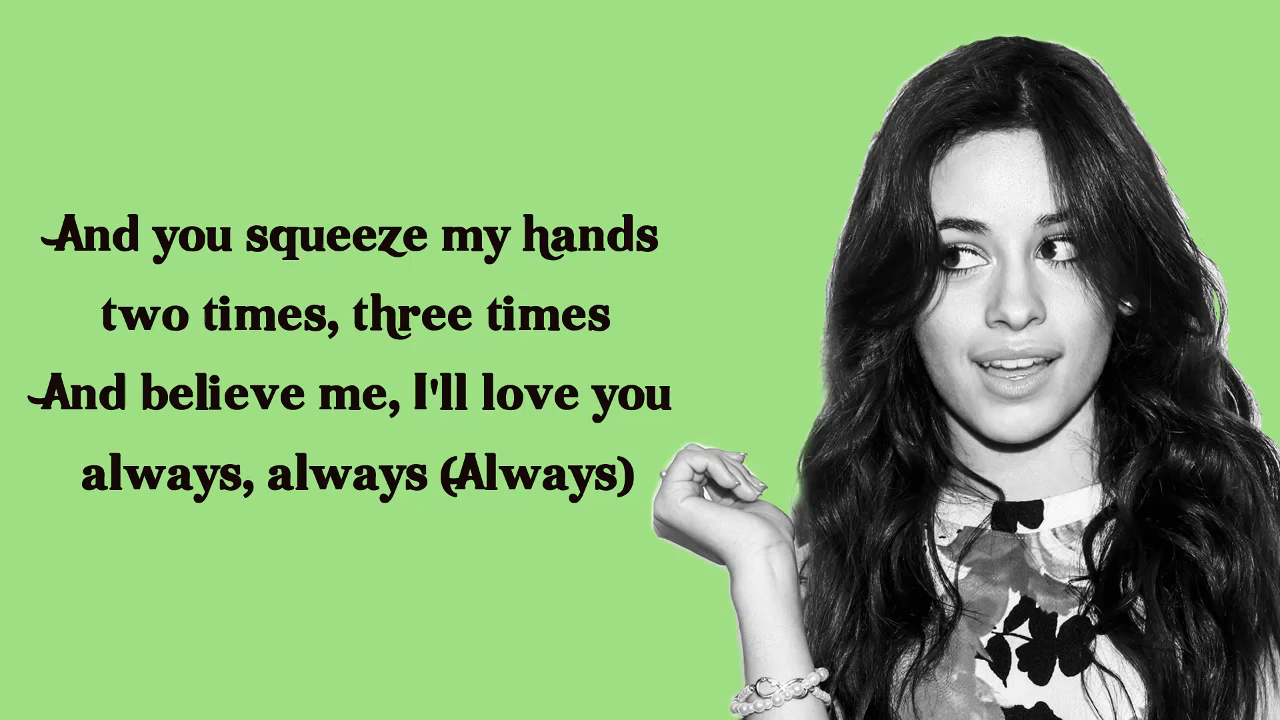 And you squeeze my hands
two times, three times
And believe me, I'll love you
always, always (Always)